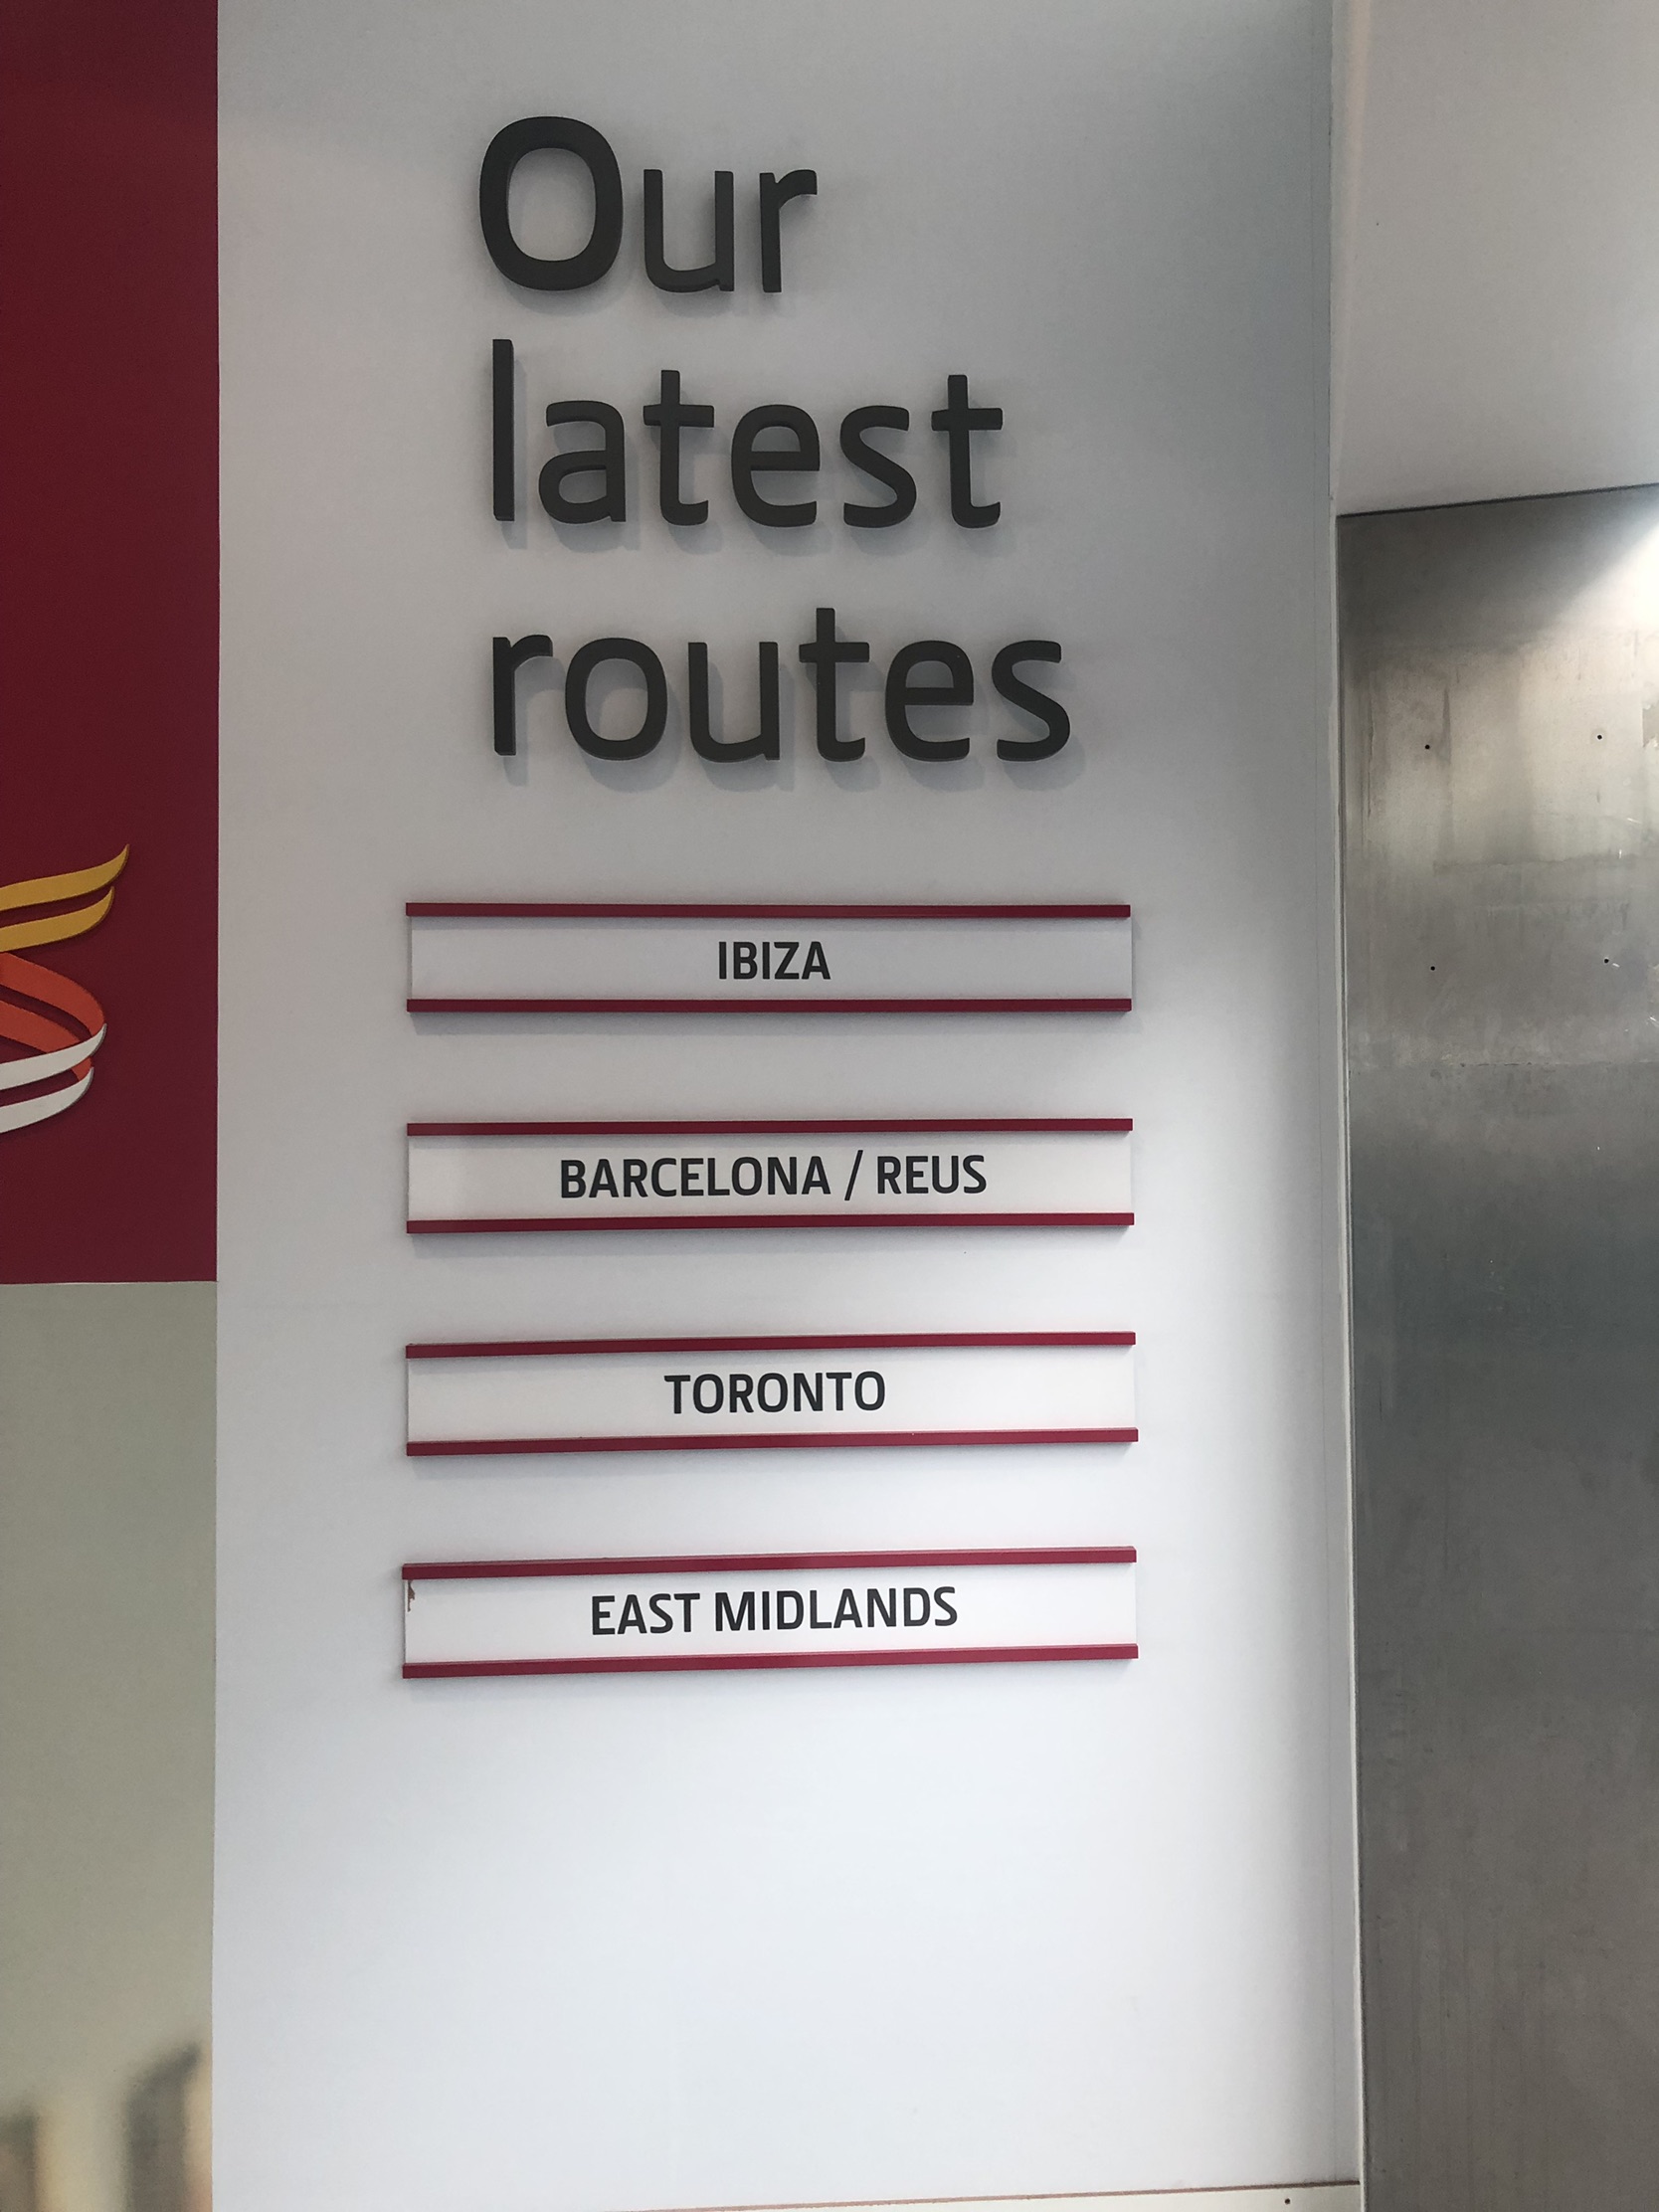 Our
latest
routes
IBIZA
BARCELONA / REUS
TORONTO
EAST MIDLANDS